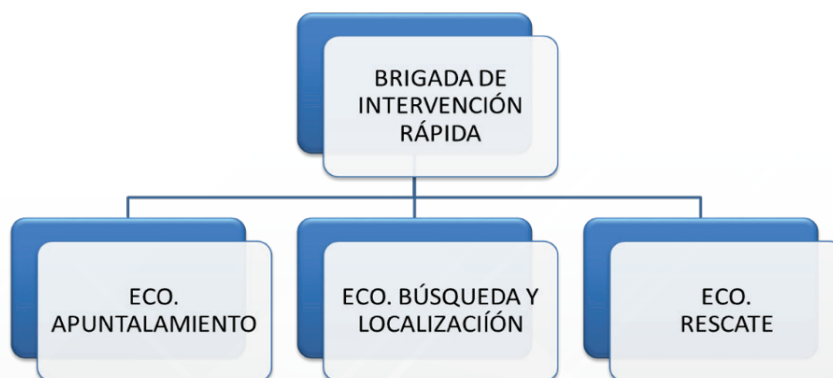 BRIGADA DE
INTERVENCIÓN
RÁPIDA
ECO.
APUNTALAMIENTO
ECO. BÚSQUEDA Y
LOCALIZACIÍÓN
ECO.
RESCATE